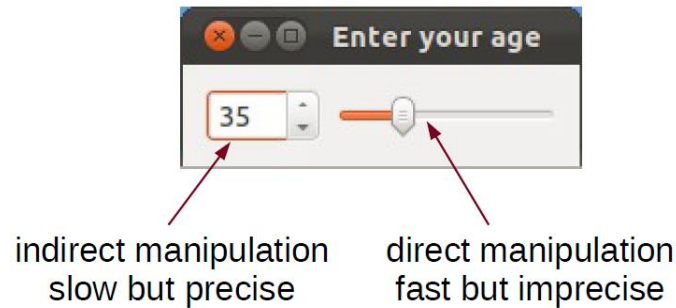 Enter your age
35
indirect manipulation
slow but precise
direct manipulation
fast but imprecise